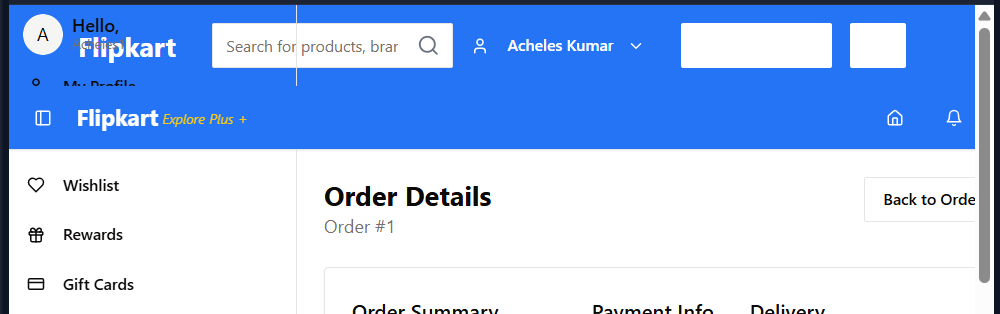 A
Hello,
Flipkart
Search for products, brar
Acheles Kumar
My Profile
Flipkart Explore Plus +
Wishlist
Rewards
Gift Cards
Order Details
Order #1
Back to Orde
Order Summary
Payment Info
Delivery